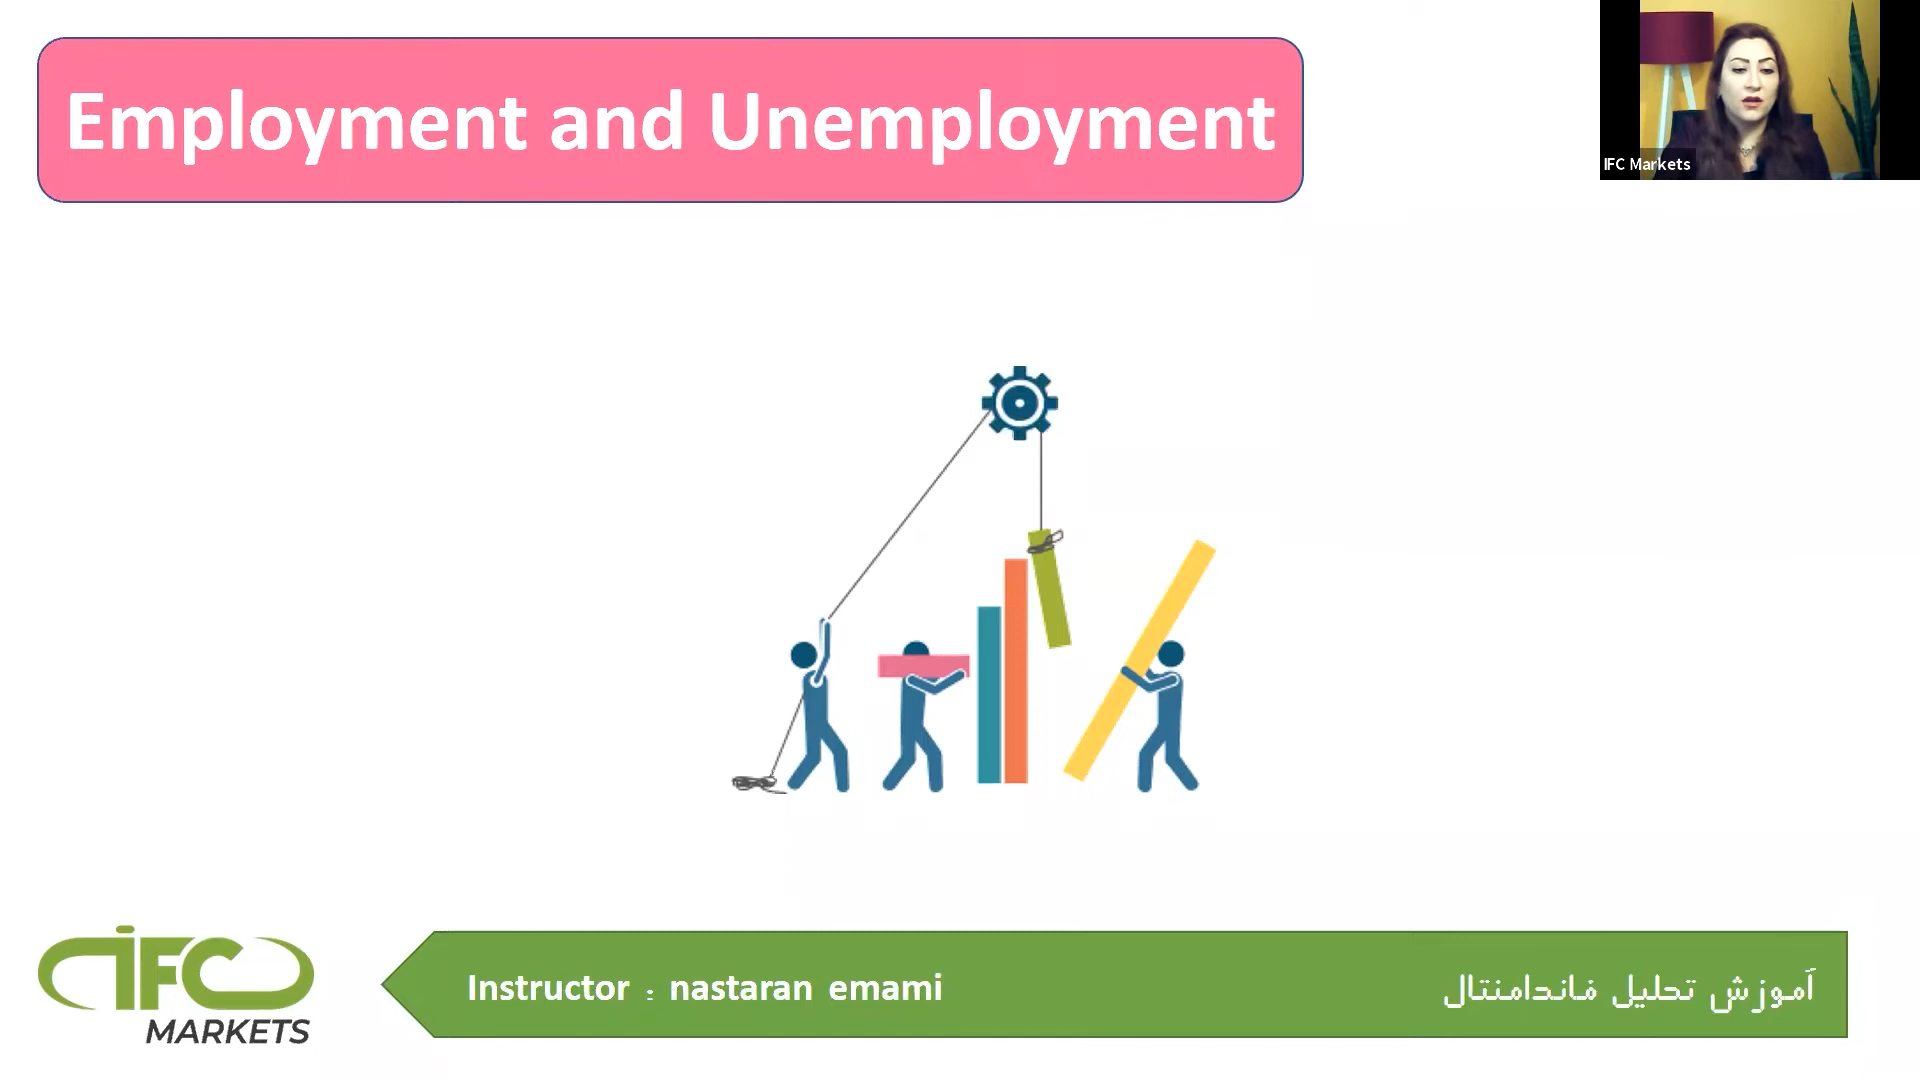 Employment and Unemployment
IFC Markets
IFC
MARKETS
Instructor : nastaran emami
آموزش تحلیل فاندامنتال